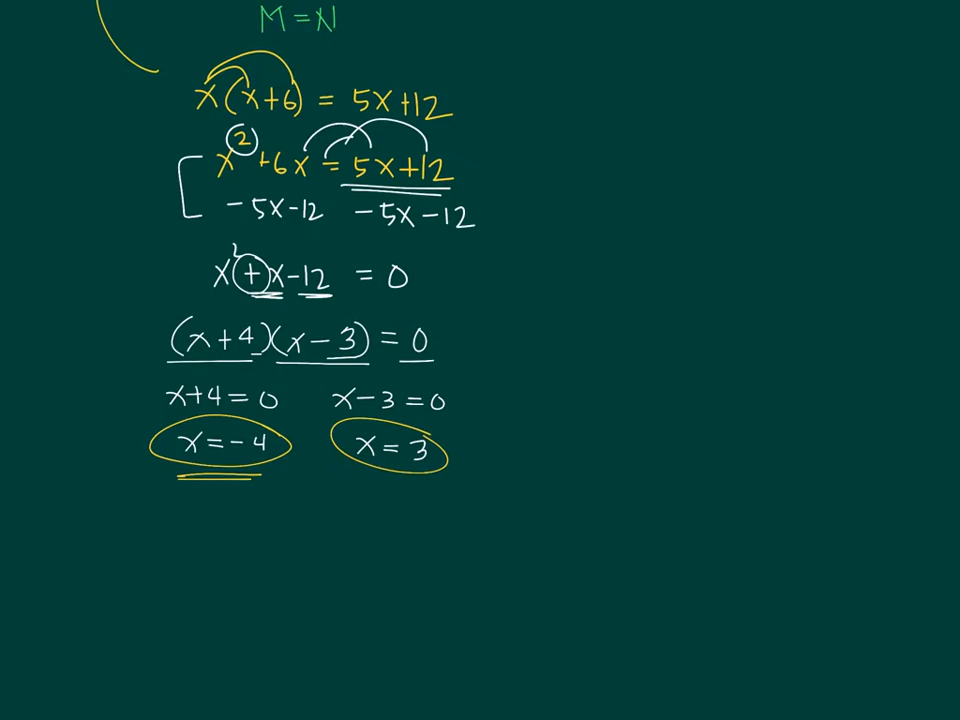 M = N
x(x+6) = 5x+12
x² +6x = 5x+12
-5x-12 -5x-12
x²+x-12 = 0
(x+4)(x-3) = 0
x+4 = 0 x-3 = 0
x = -4 x = 3